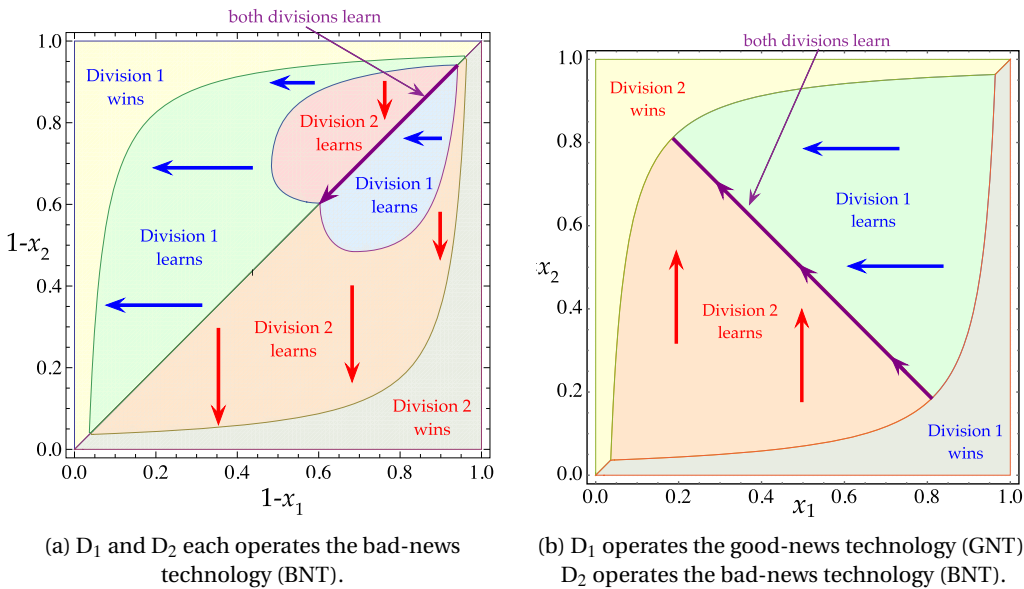 both divisions learn
1.0
0.8
0.6
0.4
0.2
0.0
1-x2
Division 1
wins
Division 2
learns
Division 1
learns
Division 1
learns
Division 2
learns
Division 2
wins
0.0 0.2 0.4 0.6 0.8 1.0
1-x1
(a) D1 and D2 each operates the bad-news
technology (BNT).
both divisions learn
1.0
0.8
0.6
0.4
0.2
0.0
x2
Division 2
wins
Division 1
learns
Division 2
learns
Division 1
wins
0.0 0.2 0.4 0.6 0.8 1.0
x1
(b) D1 operates the good-news technology (GNT)
D2 operates the bad-news technology (BNT).